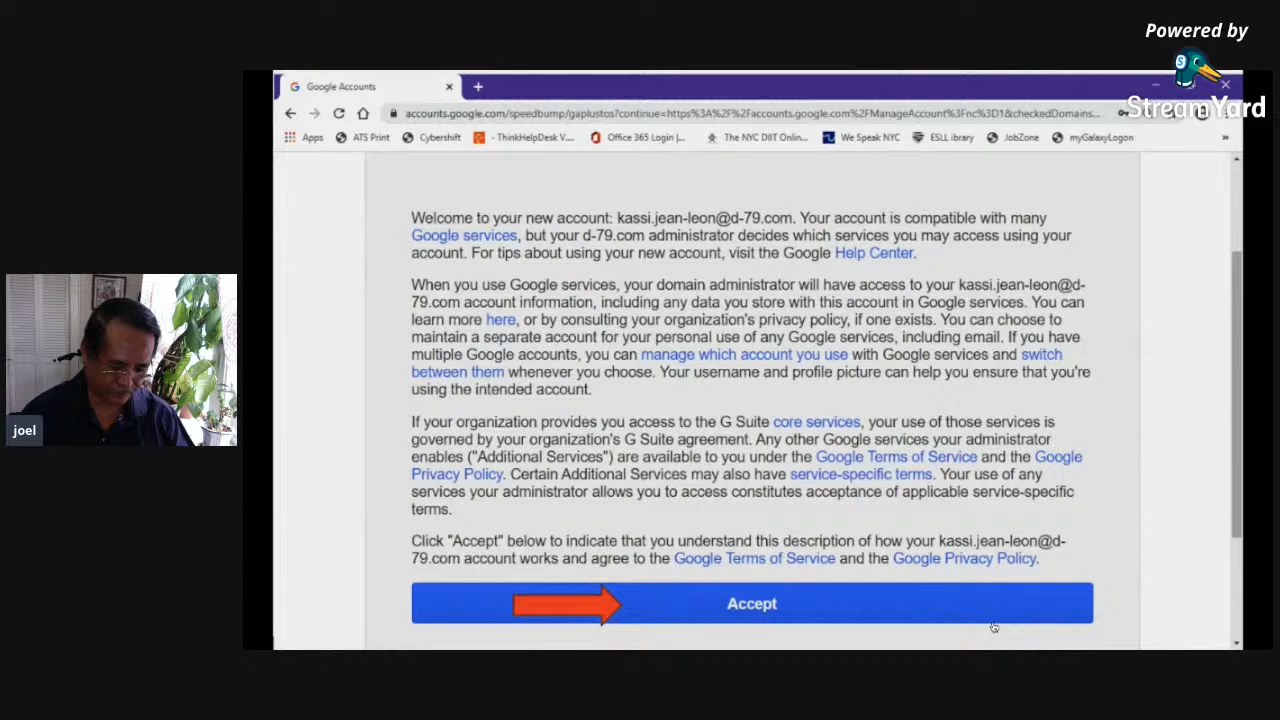 Powered by
StreamYard
Google Accounts
accounts.google.com/speedbump/gaplustos?continue=https%3A%2F%2Faccounts.google.com%2FManageAccount%3Fnc%3D1&checkedDomains...
Apps ATS Print Cybershift - ThinkHelpDesk V... Office 365 Login |... The NYC DIIT Onlin... We Speak NYC ESLLibrary JobZone myGalaxyLogon »
Welcome to your new account: kassi.jean-leon@d-79.com. Your account is compatible with many
Google services, but your d-79.com administrator decides which services you may access using your
account. For tips about using your new account, visit the Google Help Center.
When you use Google services, your domain administrator will have access to your kassi.jean-leon@d-
79.com account information, including any data you store with this account in Google services. You can
learn more here, or by consulting your organization's privacy policy, if one exists. You can choose to
maintain a separate account for your personal use of any Google services, including email. If you have
multiple Google accounts, you can manage which account you use with Google services and switch
between them whenever you choose. Your username and profile picture can help you ensure that you're
using the intended account.
If your organization provides you access to the G Suite core services, your use of those services is
governed by your organization's G Suite agreement. Any other Google services your administrator
enables ("Additional Services") are available to you under the Google Terms of Service and the Google
Privacy Policy. Certain Additional Services may also have service-specific terms. Your use of any
services your administrator allows you to access constitutes acceptance of applicable service-specific
terms.
Click "Accept" below to indicate that you understand this description of how your kassi.jean-leon@d-
79.com account works and agree to the Google Terms of Service and the Google Privacy Policy.
Accept
joel